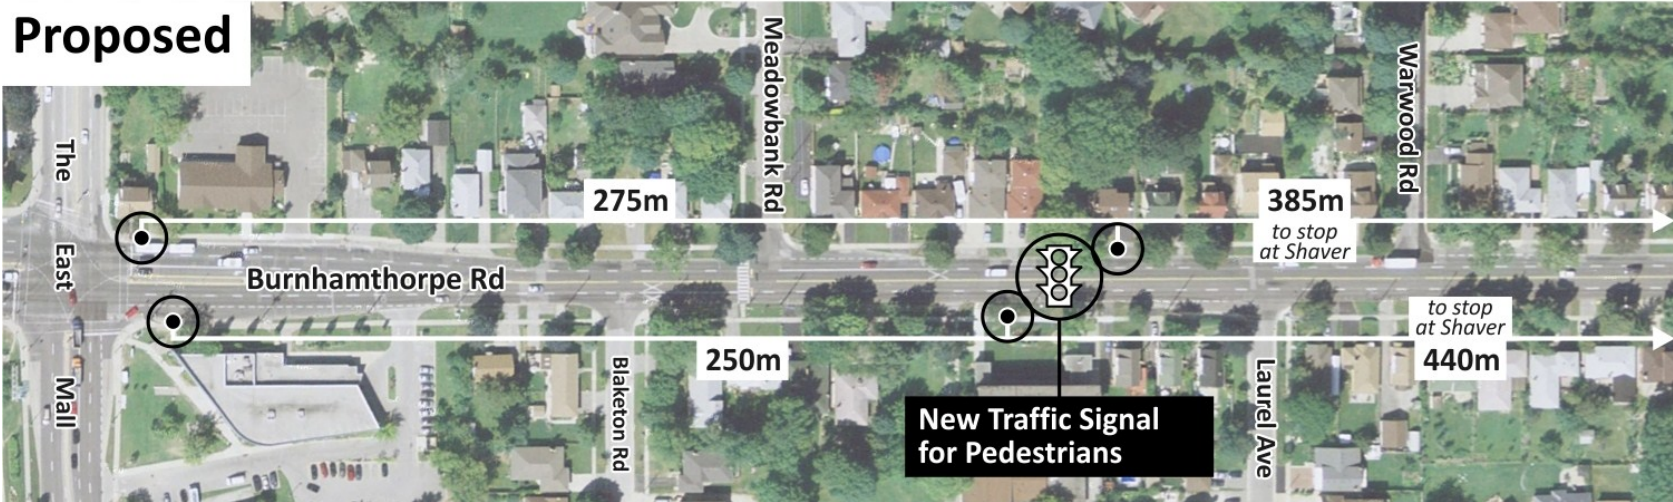 Proposed
Meadowbank Rd
Warwood Rd
The East Mall
275m
385m
to stop
at Shaver
Burnhamthorpe Rd
to stop
at Shaver
250m
440m
Blaketon Rd
Laurel Ave
New Traffic Signal
for Pedestrians